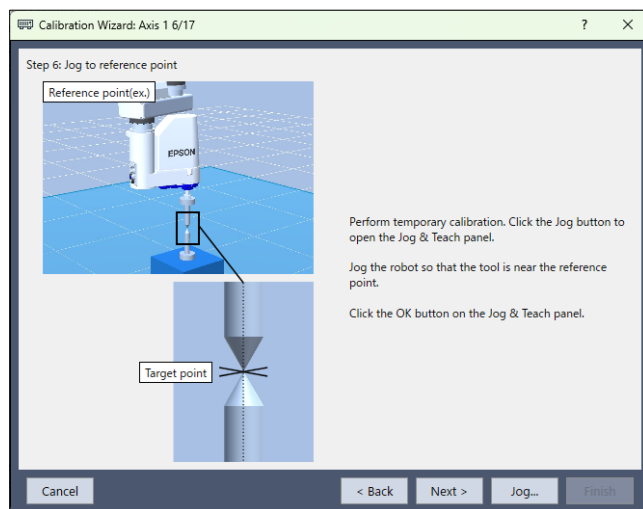 Calibration Wizard: Axis 1 6/17
?
Step 6: Jog to reference point
Reference point(ex.)
EPSON
Target point
Perform temporary calibration. Click the Jog button to
open the Jog & Teach panel.
Jog the robot so that the tool is near the reference
point.
Click the OK button on the Jog & Teach panel.
Cancel
< Back
Next >
Jog...
Finish